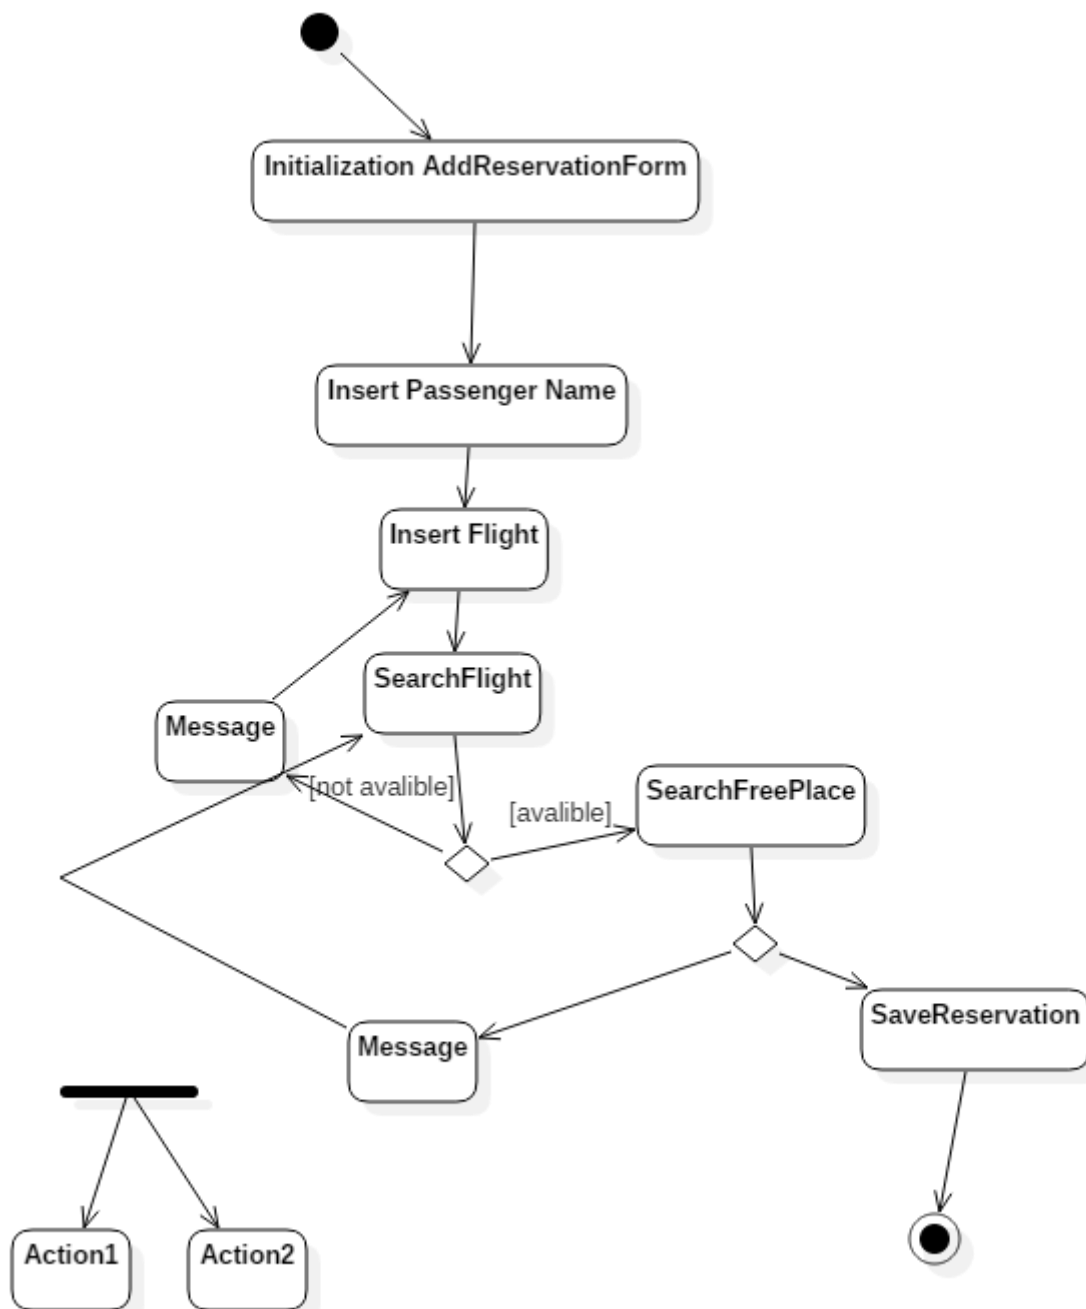 Initialization AddReservationForm
Insert Passenger Name
Insert Flight
SearchFlight
Message
[not avalible]
[avalible]
SearchFreePlace
SaveReservation
Message
Action1
Action2